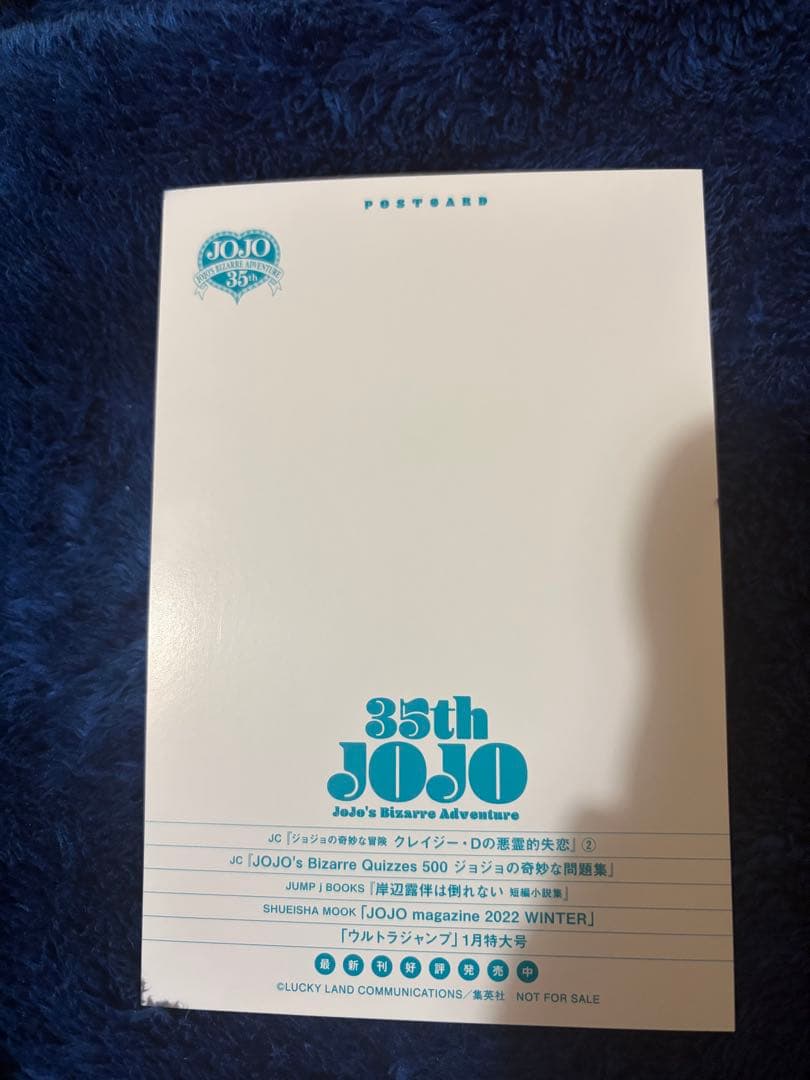 POSTCARD
JOJO
JOJO'S BIZARRE ADVENTURE
35th
35th
JOJO
JoJo's Bizarre Adventure
JC『ジョジョの奇妙な冒険 クレイジー・Dの悪霊的失恋』②
JC『JOJO's Bizarre Quizzes 500 ジョジョの奇妙な問題集』
JUMP j BOOKS『岸辺露伴は倒れない 短編小説集』
SHUEISHA MOOK「JOJO magazine 2022 WINTER」
「ウルトラジャンプ」1月特大号
最新刊好評発売中
©LUCKY LAND COMMUNICATIONS／集英社 NOT FOR SALE